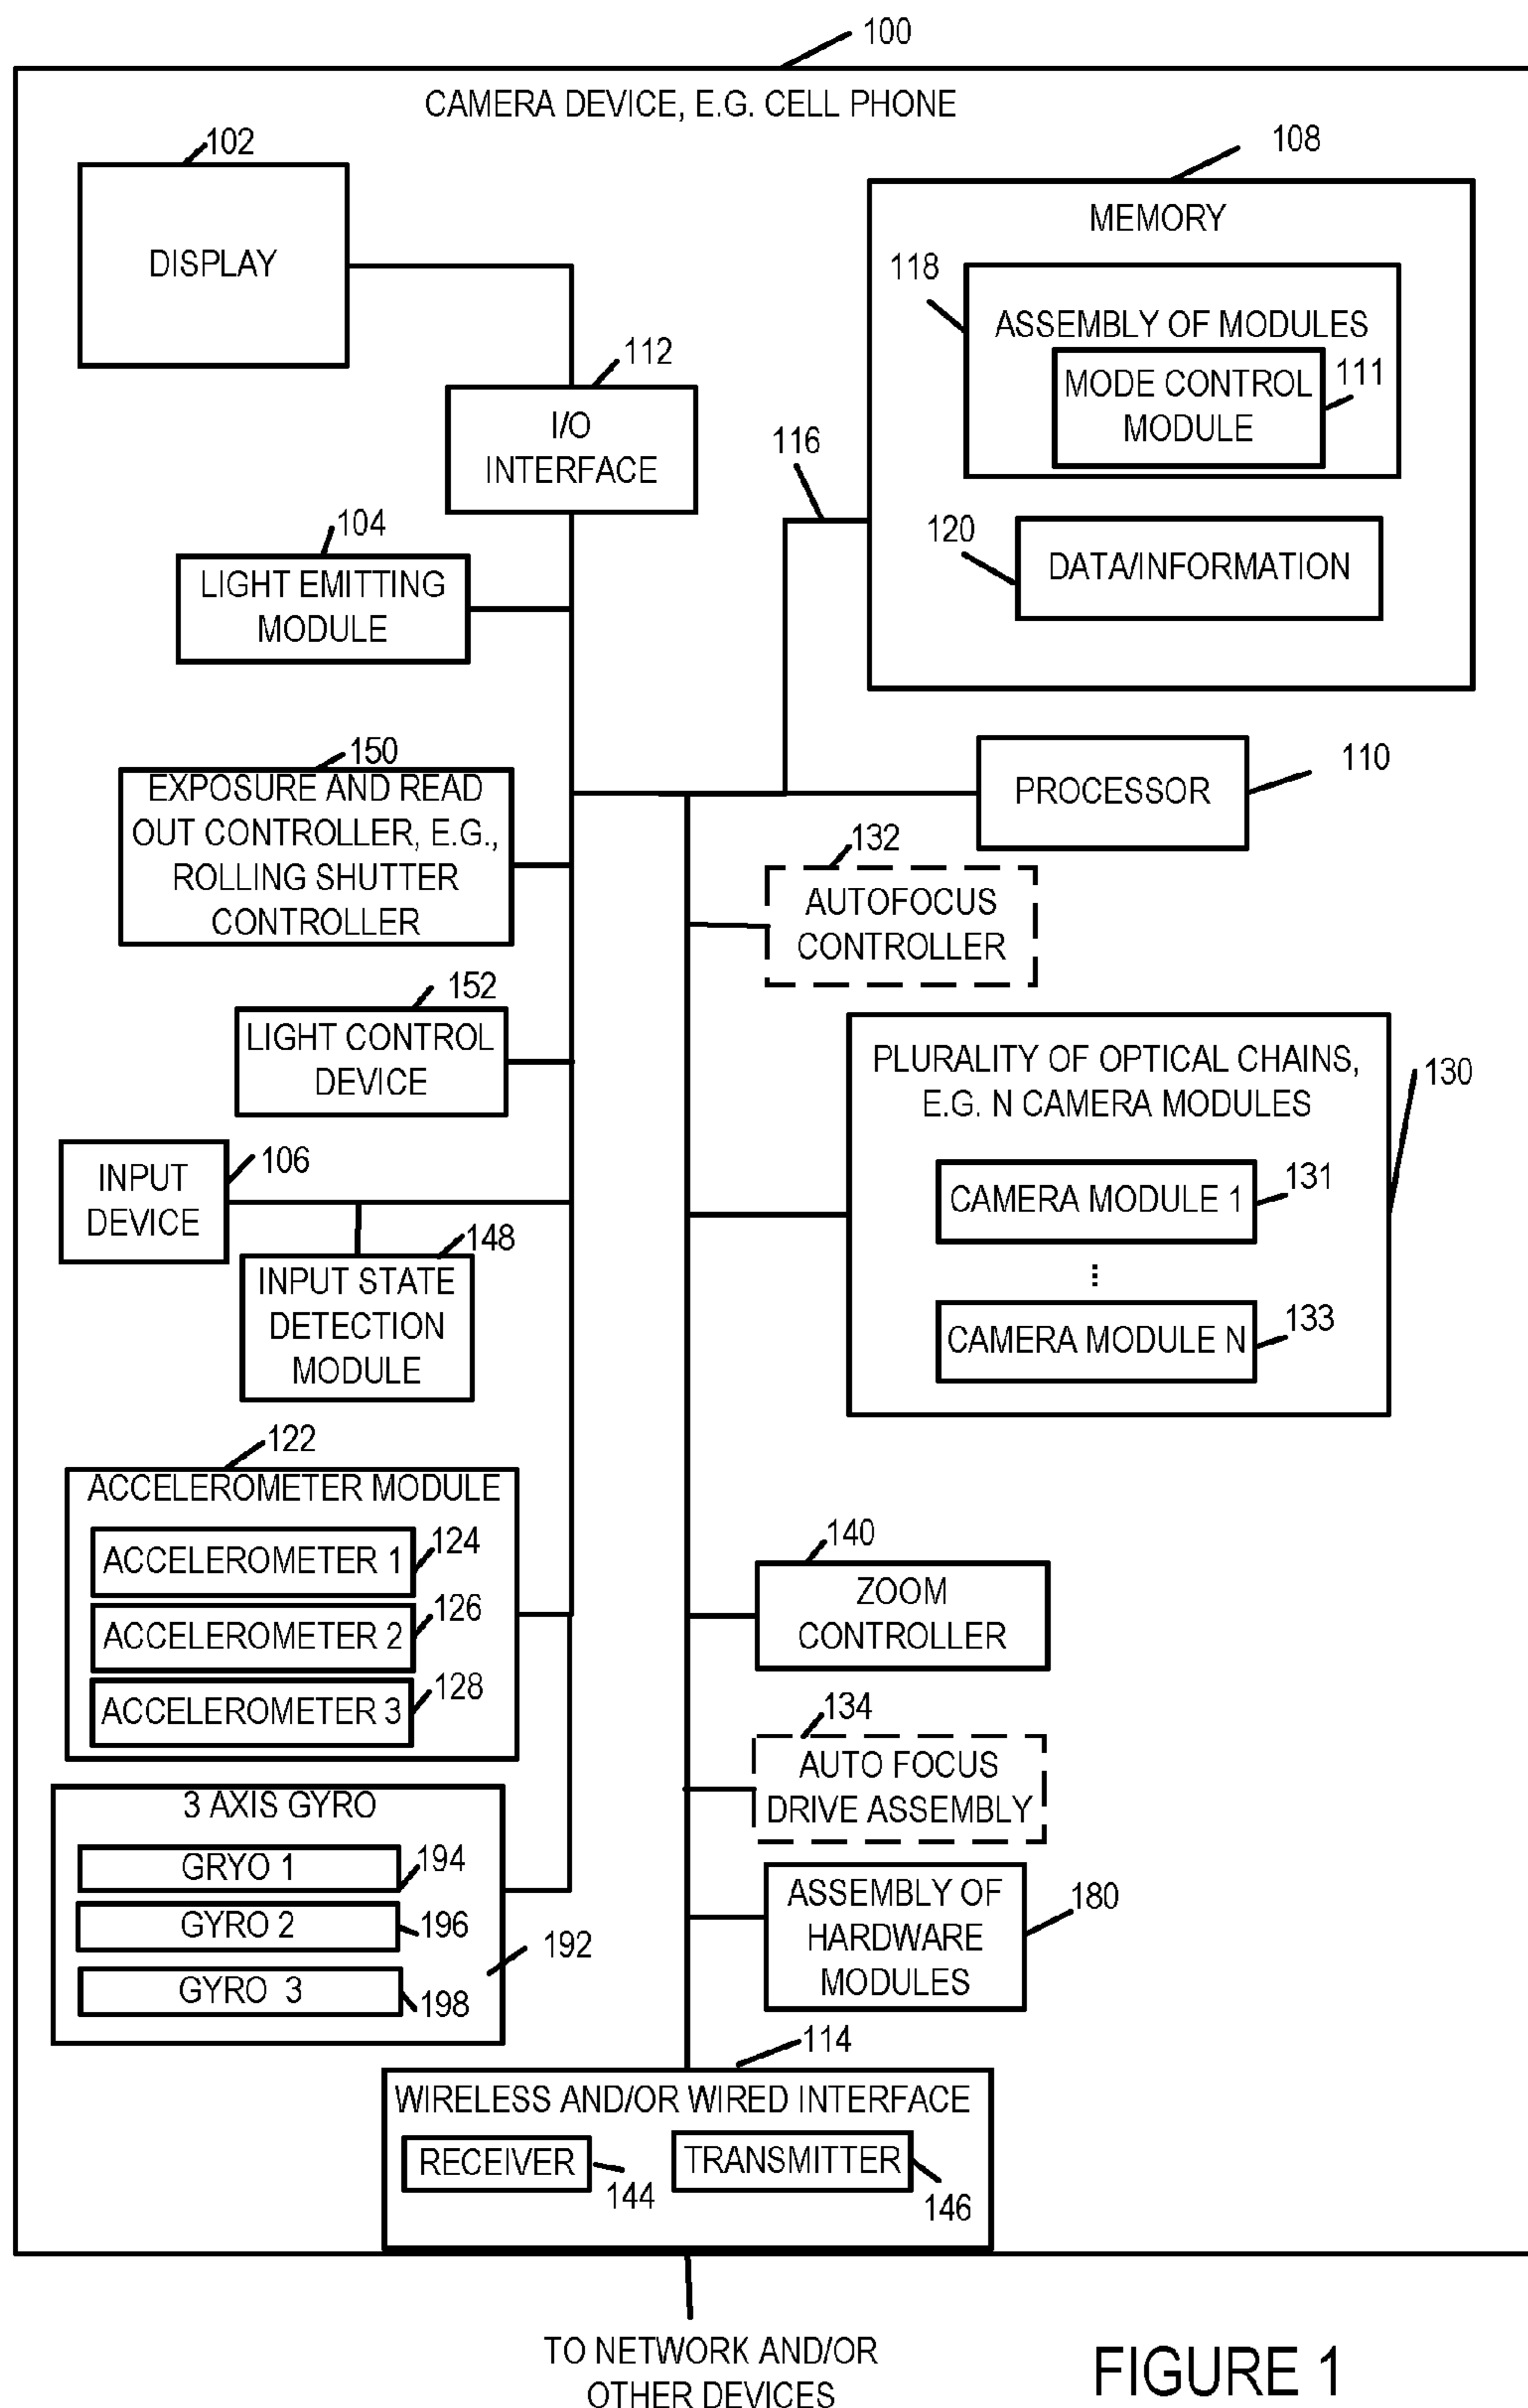 100
CAMERA DEVICE, E.G. CELL PHONE
102
DISPLAY
108
MEMORY
118
ASSEMBLY OF MODULES
MODE CONTROL
MODULE
111
120
DATA/INFORMATION
112
I/O
INTERFACE
116
104
LIGHT EMITTING
MODULE
150
EXPOSURE AND READ
OUT CONTROLLER, E.G.,
ROLLING SHUTTER
CONTROLLER
PROCESSOR
110
132
AUTOFOCUS
CONTROLLER
152
LIGHT CONTROL
DEVICE
PLURALITY OF OPTICAL CHAINS,
E.G. N CAMERA MODULES
130
CAMERA MODULE 1
131
⋮
CAMERA MODULE N
133
INPUT
DEVICE
106
148
INPUT STATE
DETECTION
MODULE
122
ACCELEROMETER MODULE
ACCELEROMETER 1
124
ACCELEROMETER 2
126
ACCELEROMETER 3
128
140
ZOOM
CONTROLLER
134
AUTO FOCUS
DRIVE ASSEMBLY
3 AXIS GYRO
GRYO 1
194
GYRO 2
196
GYRO 3
198
192
ASSEMBLY OF
HARDWARE
MODULES
180
114
WIRELESS AND/OR WIRED INTERFACE
RECEIVER
144
TRANSMITTER
146
TO NETWORK AND/OR
OTHER DEVICES
FIGURE 1